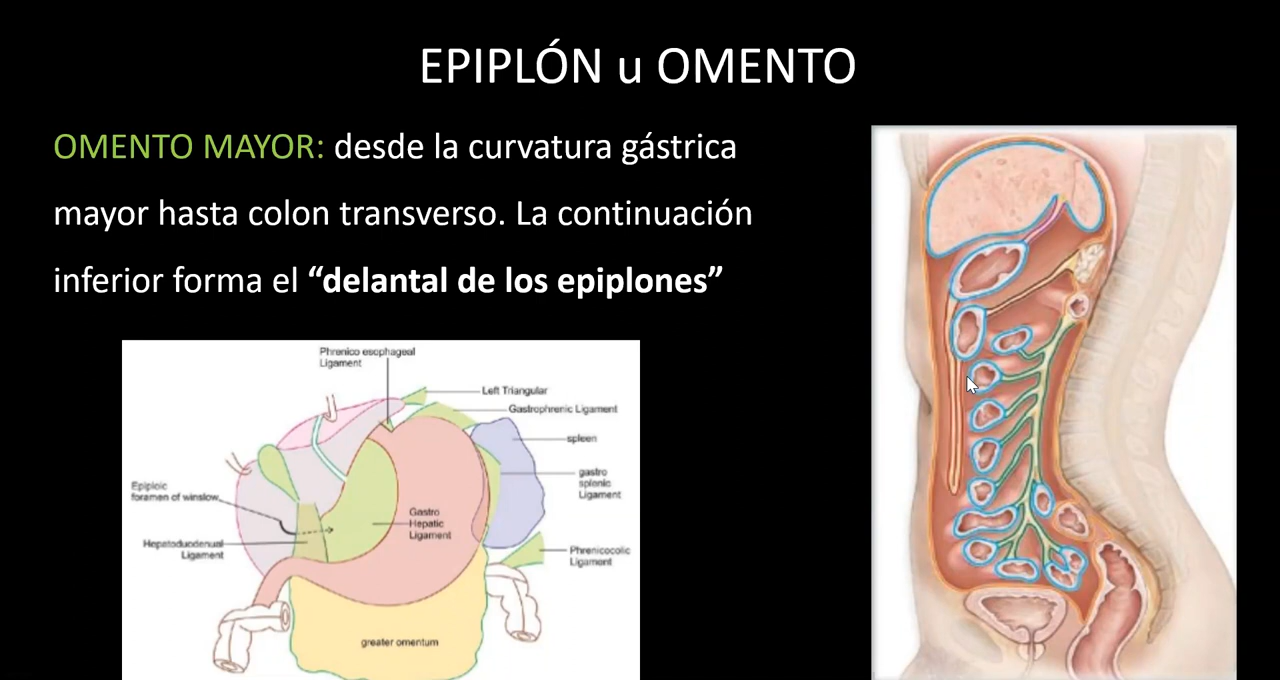 EPIPLÓN u OMENTO
OMENTO MAYOR: desde la curvatura gástrica
mayor hasta colon transverso. La continuación
inferior forma el “delantal de los epiplones”
Phrenico esophageal
Ligament
Left Triangular
Gastrophrenic Ligament
spleen
gastro
splenic
Ligament
Epiploic
foramen of winslow
Gastro
Hepatic
Ligament
Hepatoduodenual
Ligament
Phrenicocolic
Ligament
greater omentum